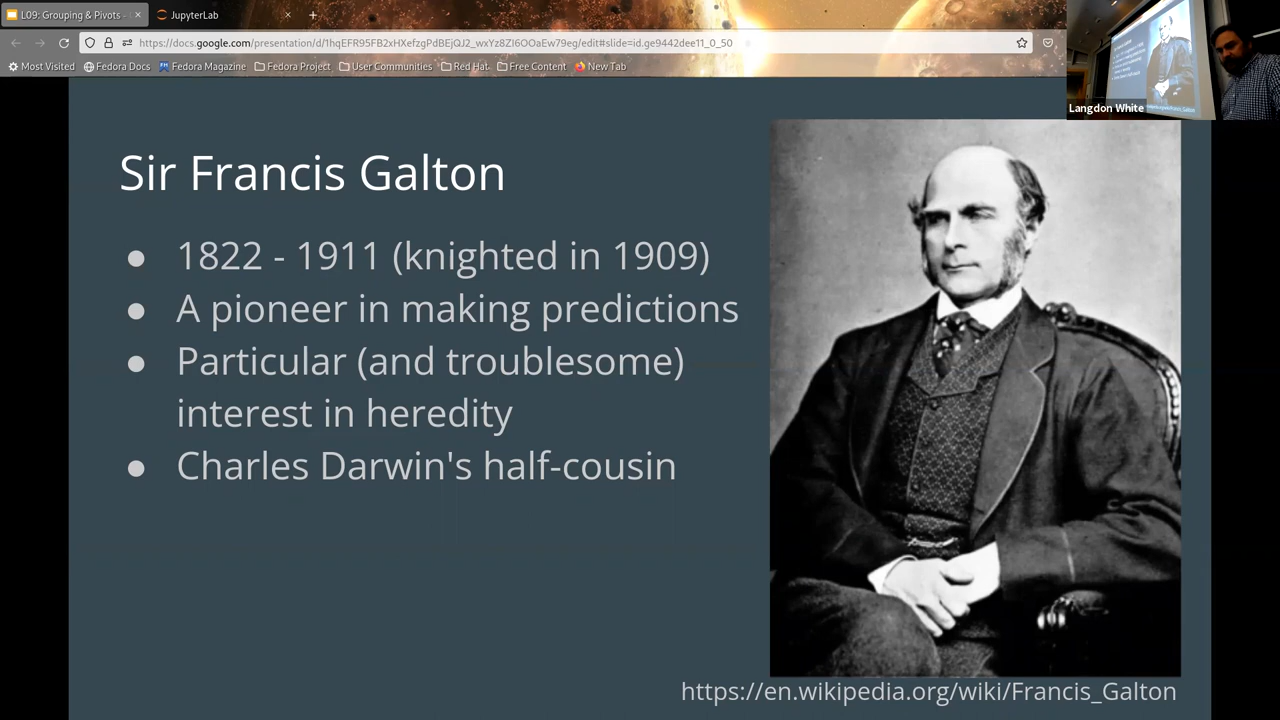 L09: Grouping & Pivots -
JupyterLab
https://docs.google.com/presentation/d/1hqEFR95FB2xHXefzgPdBEjQJ2_wxYz8ZI6OOaEw79eg/edit#slide=id.ge9442dee11_0_50
Most Visited
Fedora Docs
Fedora Magazine
Fedora Project
User Communities
Red Hat
Free Content
New Tab
Langdon White
Sir Francis Galton
● 1822 - 1911 (knighted in 1909)
● A pioneer in making predictions
● Particular (and troublesome)
interest in heredity
● Charles Darwin's half-cousin
https://en.wikipedia.org/wiki/Francis_Galton